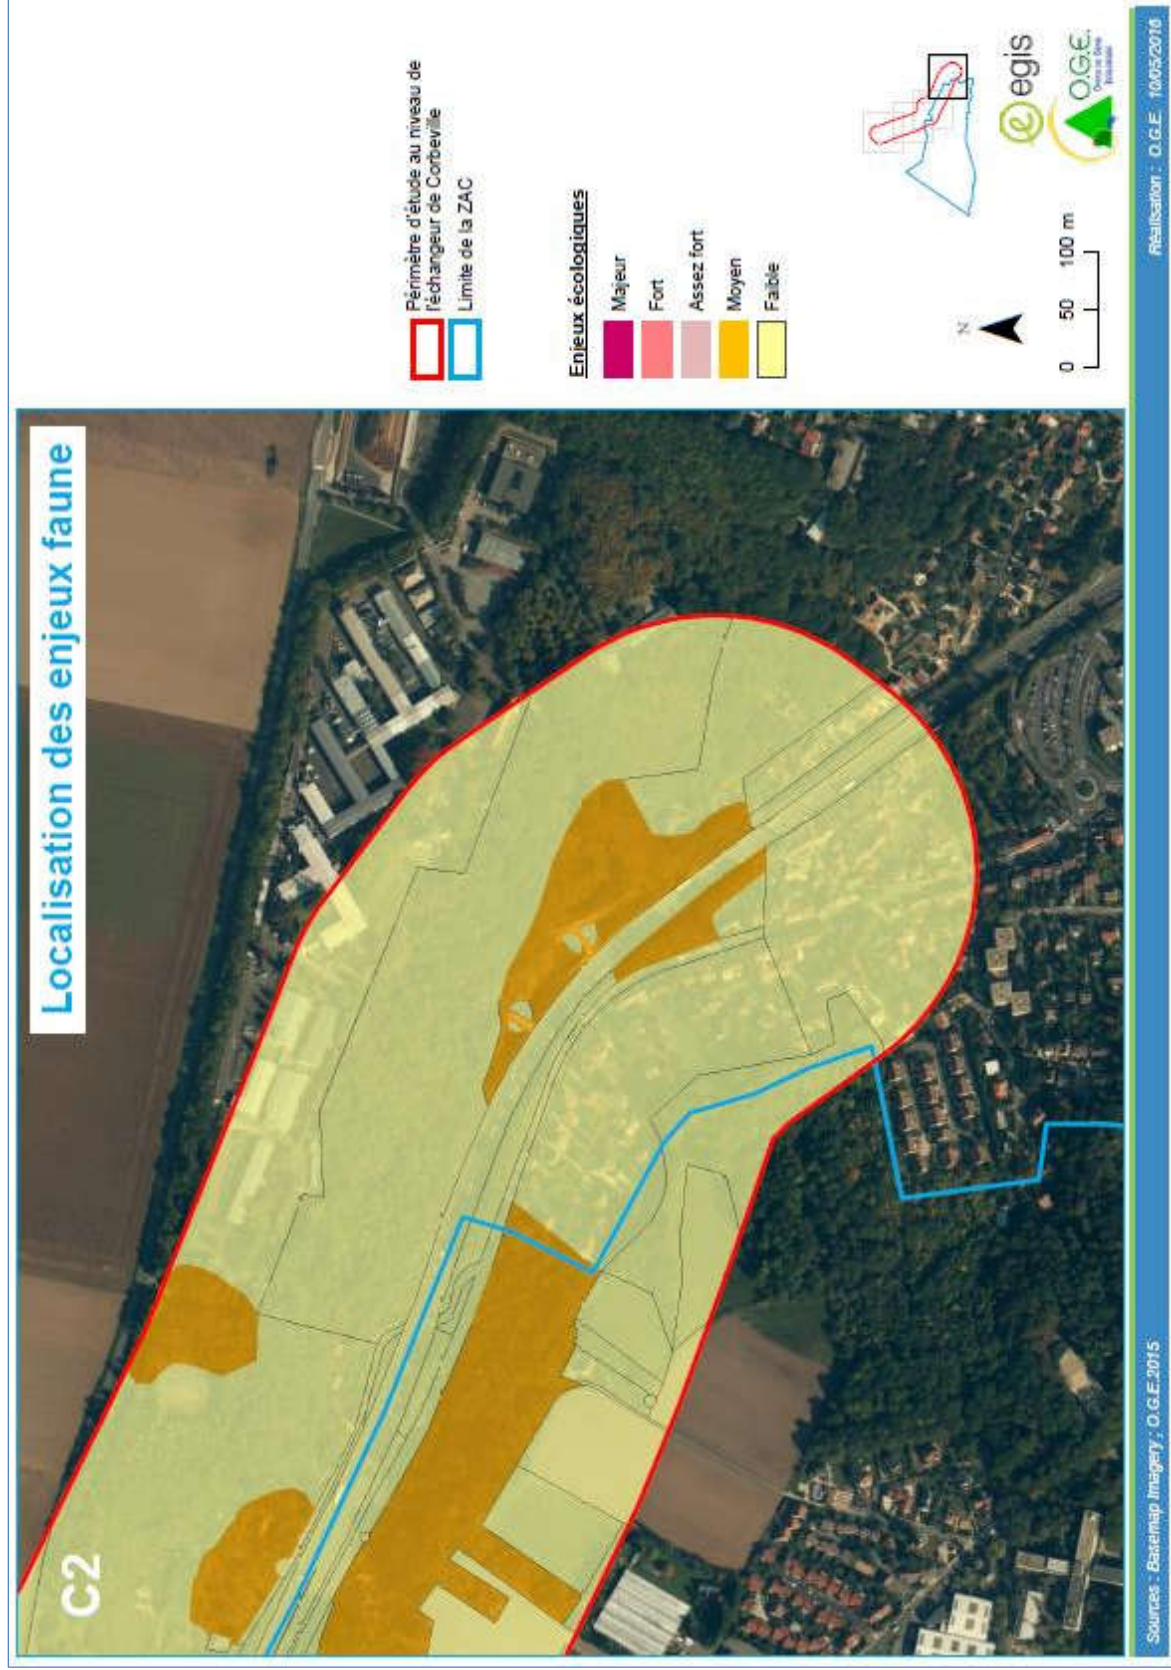 Localisation des enjeux faune
C2
Périmètre d'étude au niveau de
l'échangeur de Corbeville
Limite de la ZAC
Enjeux écologiques
Majeur
Fort
Assez fort
Moyen
Faible
N
0 50 100 m
egis
O.G.E.
Sources : Basemap Imagery ; O.G.E.2015
Réalisation : O.G.E. 10/05/2016